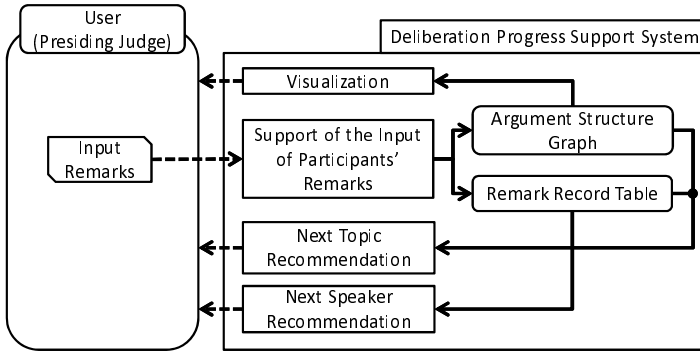 User
(Presiding Judge)
Deliberation Progress Support System
Visualization
Input
Remarks
Support of the Input
of Participants'
Remarks
Argument Structure
Graph
Remark Record Table
Next Topic
Recommendation
Next Speaker
Recommendation